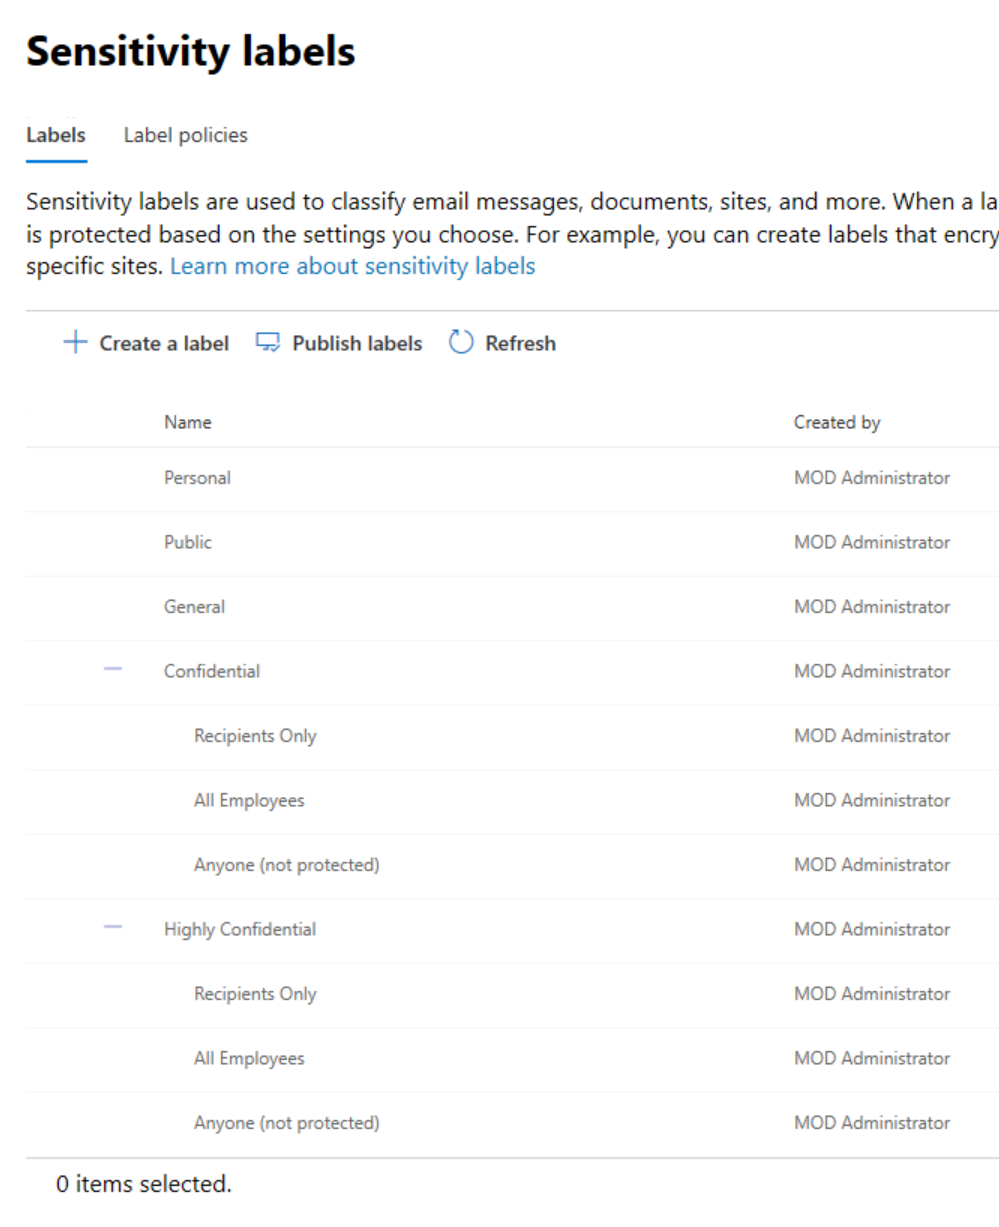 Sensitivity labels
Labels Label policies
Sensitivity labels are used to classify email messages, documents, sites, and more. When a la
is protected based on the settings you choose. For example, you can create labels that encry
specific sites. Learn more about sensitivity labels
Create a label Publish labels Refresh
Name Created by
Personal MOD Administrator
Public MOD Administrator
General MOD Administrator
Confidential MOD Administrator
Recipients Only MOD Administrator
All Employees MOD Administrator
Anyone (not protected) MOD Administrator
Highly Confidential MOD Administrator
Recipients Only MOD Administrator
All Employees MOD Administrator
Anyone (not protected) MOD Administrator
0 items selected.